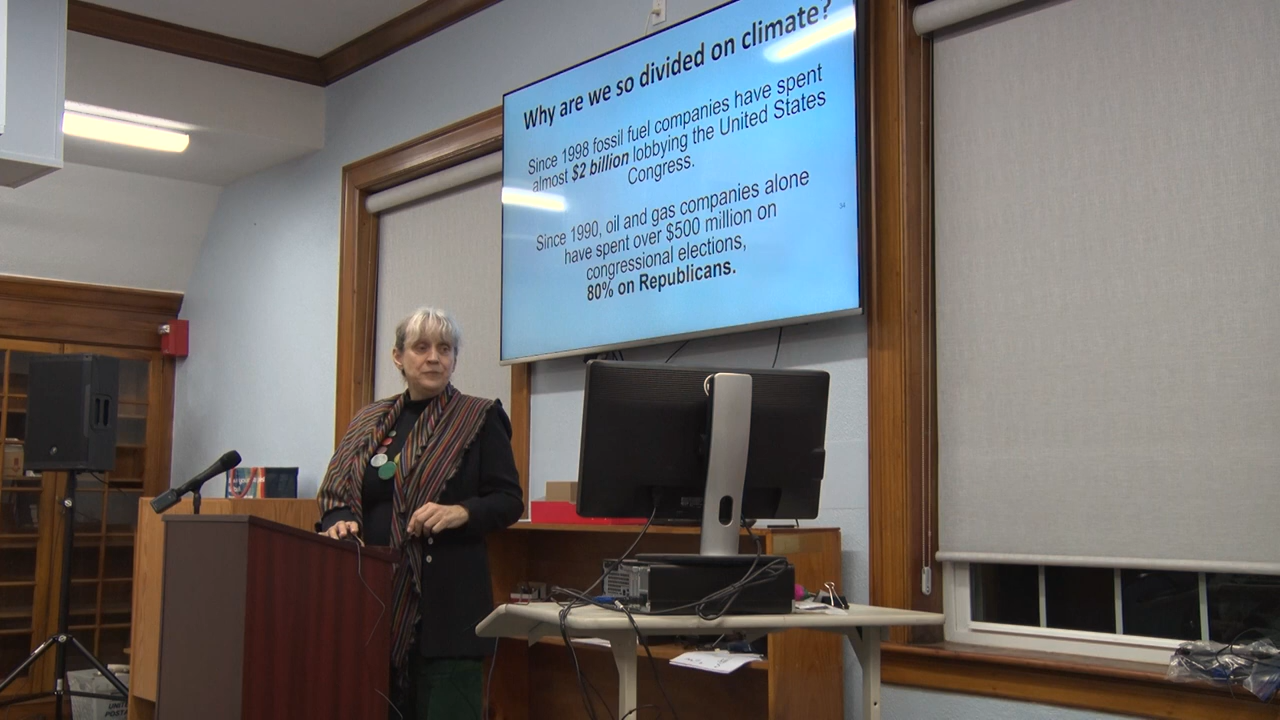 Why are we so divided on climate?
Since 1998 fossil fuel companies have spent
almost $2 billion lobbying the United States
Congress.
34
Since 1990, oil and gas companies alone
have spent over $500 million on
congressional elections,
80% on Republicans.